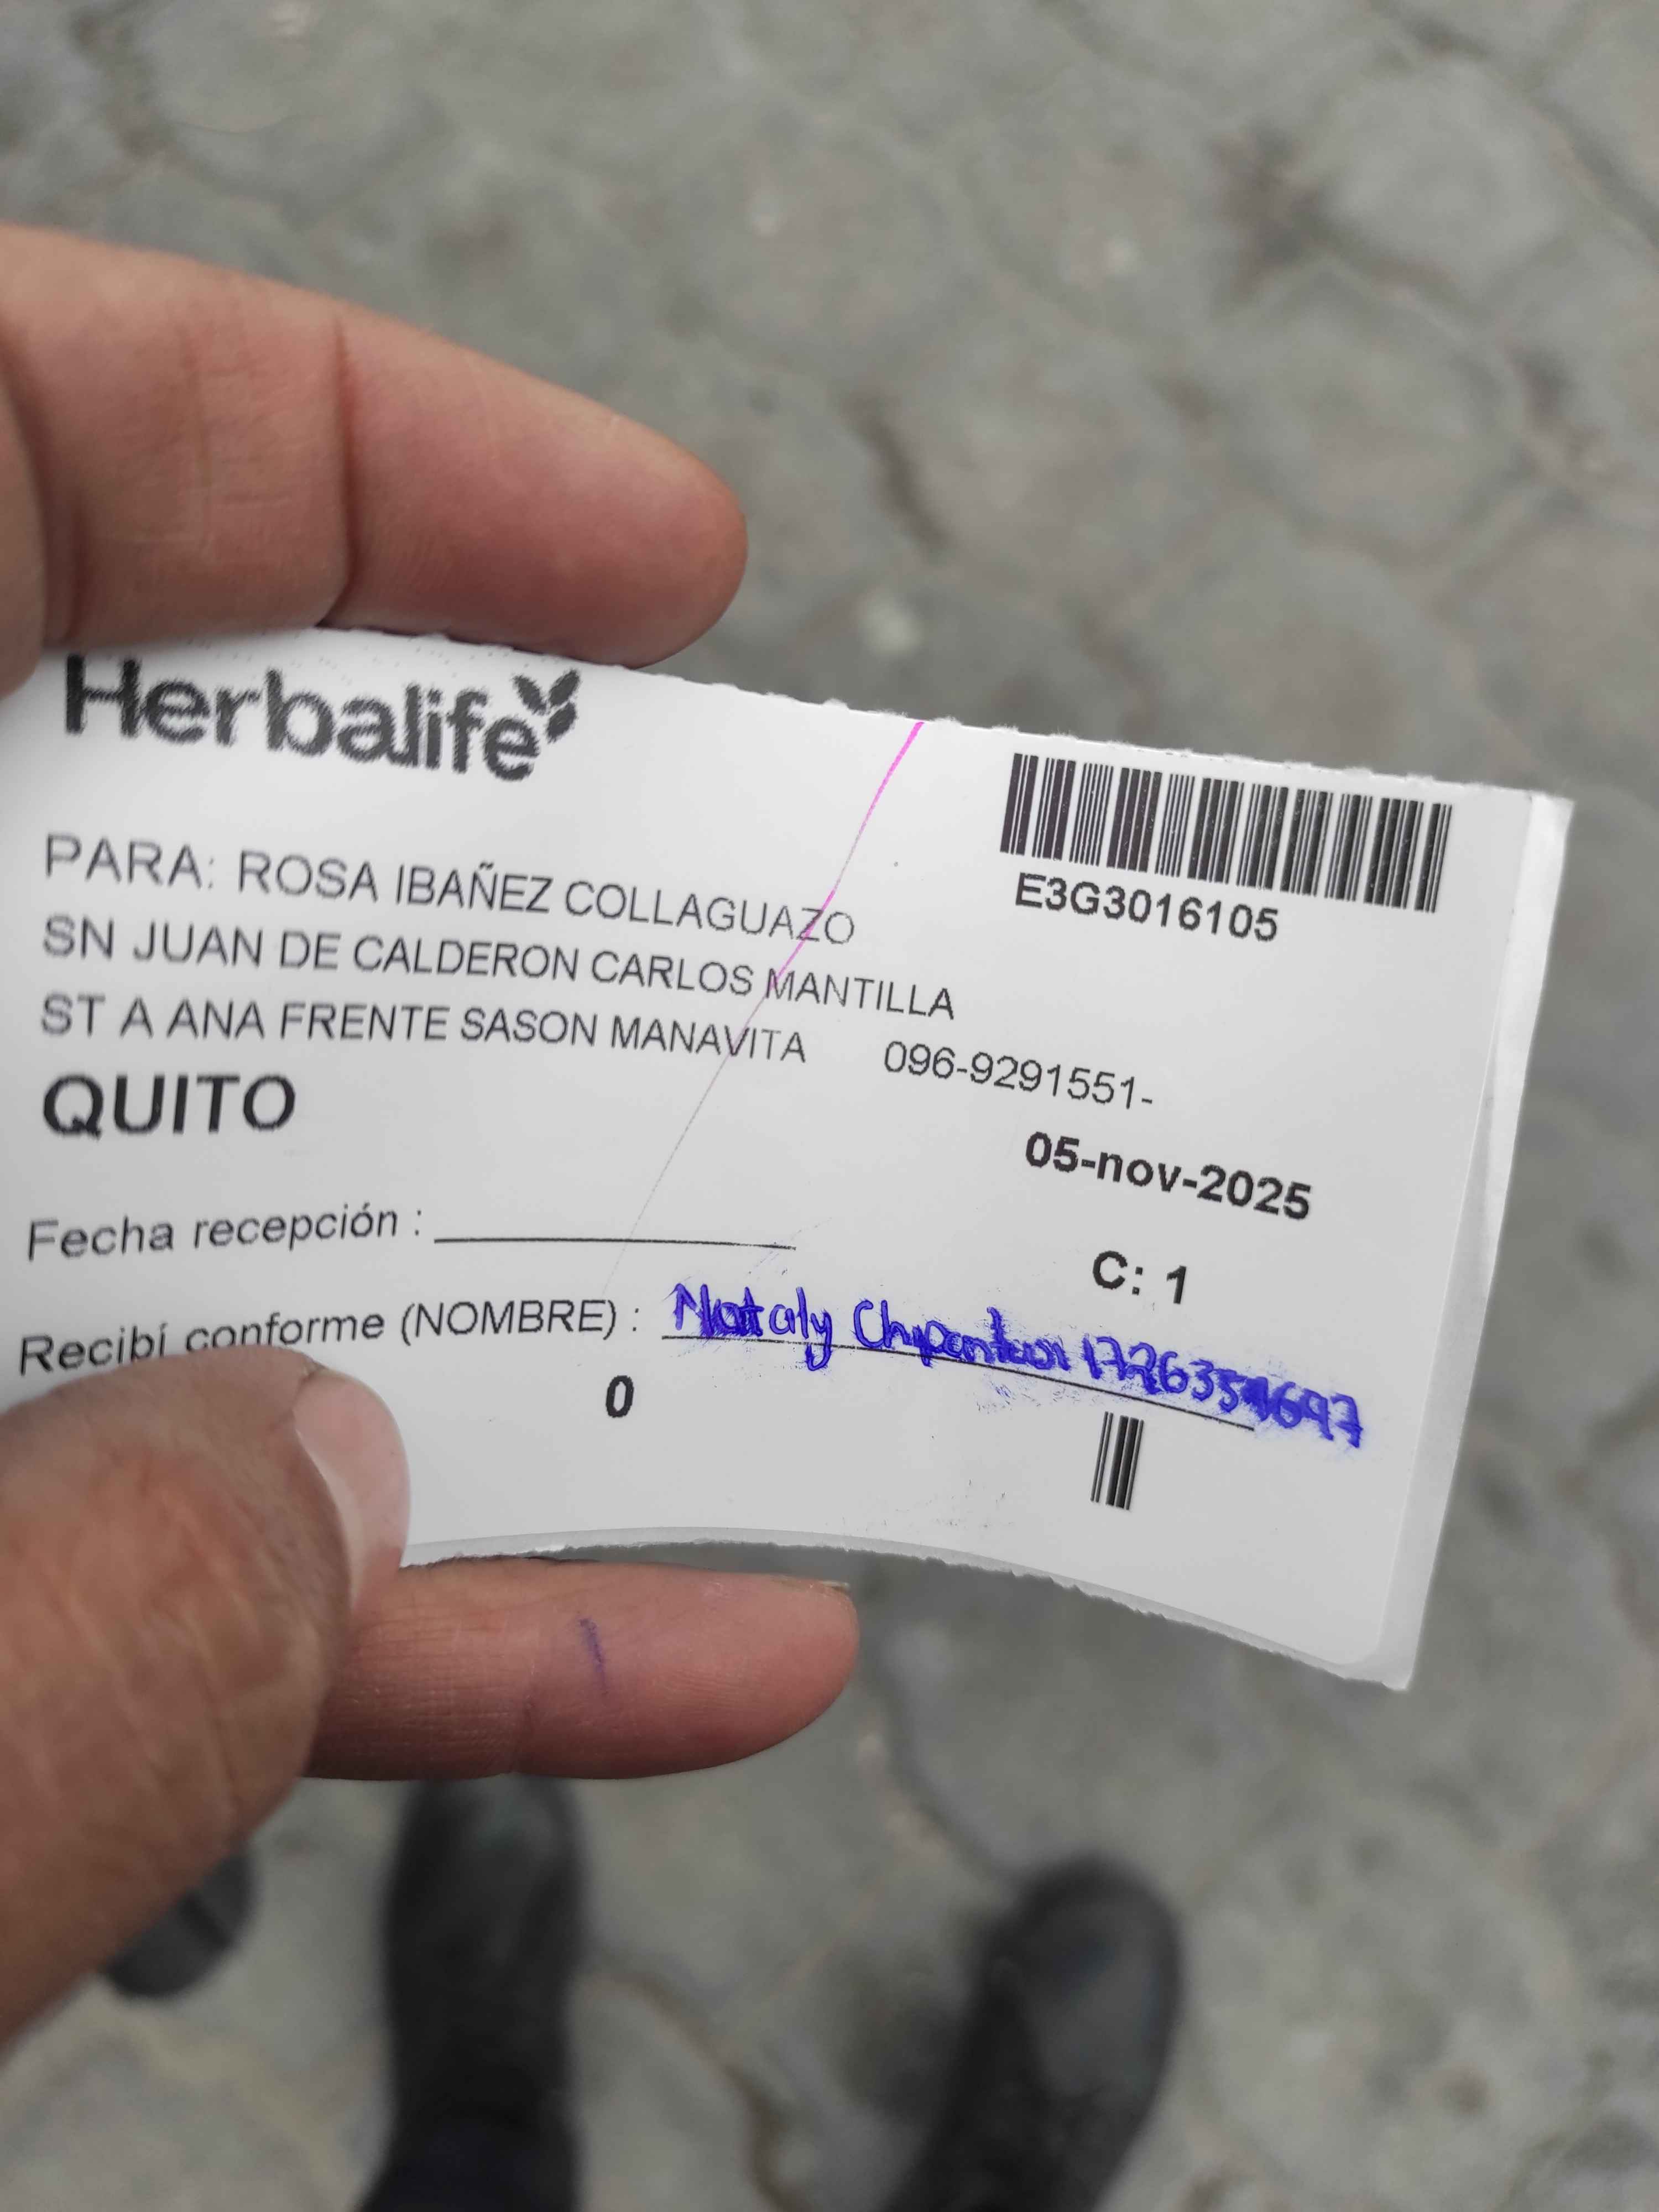 Herbalife
E3G3016105
PARA: ROSA IBAÑEZ COLLAGUAZO
SN JUAN DE CALDERON CARLOS MANTILLA
ST A ANA FRENTE SASON MANAVITA 096-9291551-
QUITO
05-nov-2025
Fecha recepción :
C: 1
Recibí conforme (NOMBRE) : Nataly
0